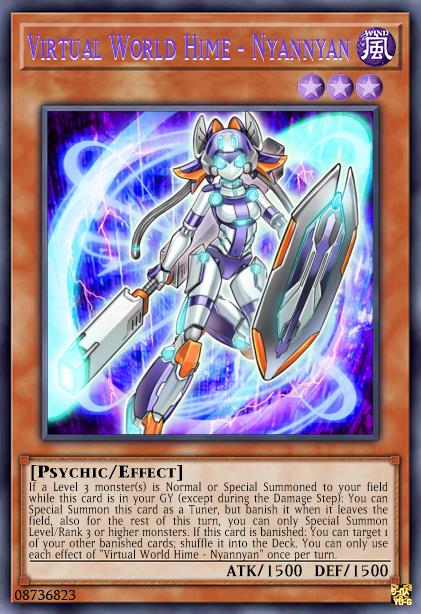 Virtual World Hime - Nyannyan
WIND
風
[Psychic/Effect]
If a Level 3 monster(s) is Normal or Special Summoned to your field
while this card is in your GY (except during the Damage Step): You can
Special Summon this card as a Tuner, but banish it when it leaves the
field, also for the rest of this turn, you can only Special Summon
Level/Rank 3 or higher monsters. If this card is banished: You can target 1
of your other banished cards; shuffle it into the Deck. You can only use
each effect of "Virtual World Hime - Nyannyan" once per turn.
ATK/1500 DEF/1500
08736823